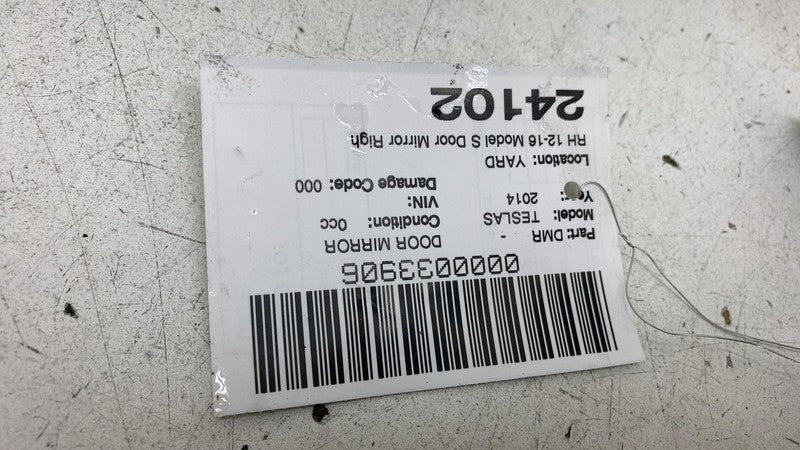 0000033906
Part: DMR - DOOR MIRROR
Model: TESLAS Condition: 0cc
Year: 2014 VIN:
Location: YARD Damage Code: 000
RH 12-16 Model S Door Mirror Righ
24102